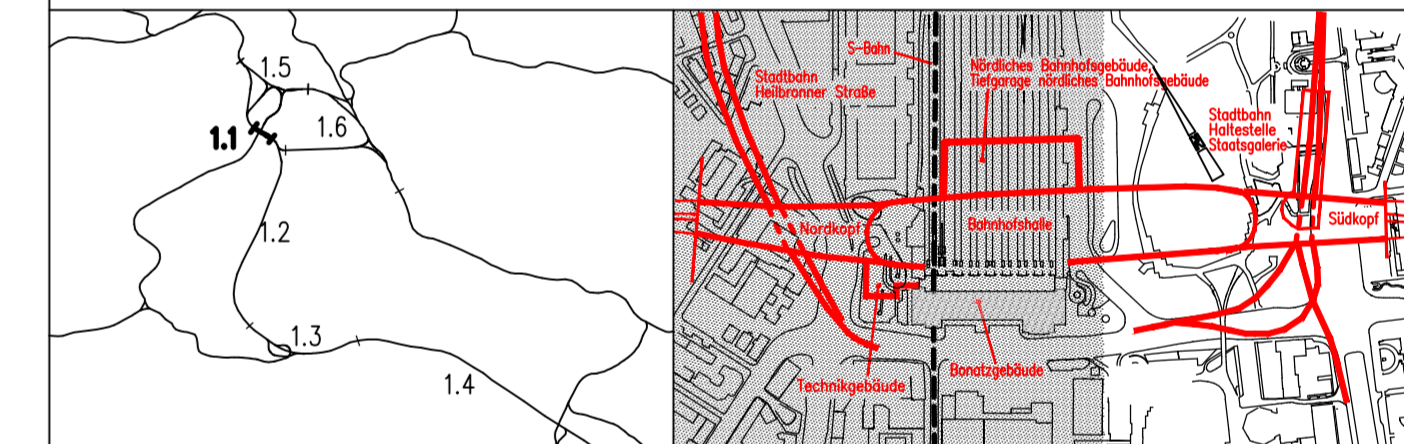 1.5
1.1
1.6
1.2
1.3
1.4
S-Bahn
Stadtbahn
Heilbronner Straße
Nördliches Bahnhofsgebäude,
Tiefgarage nördliches Bahnhofsgebäude
Stadtbahn
Haltestelle
Staatsgalerie
Nordkopf
Bahnhofshalle
Südkopf
Technikgebäude
Bonatzgebäude